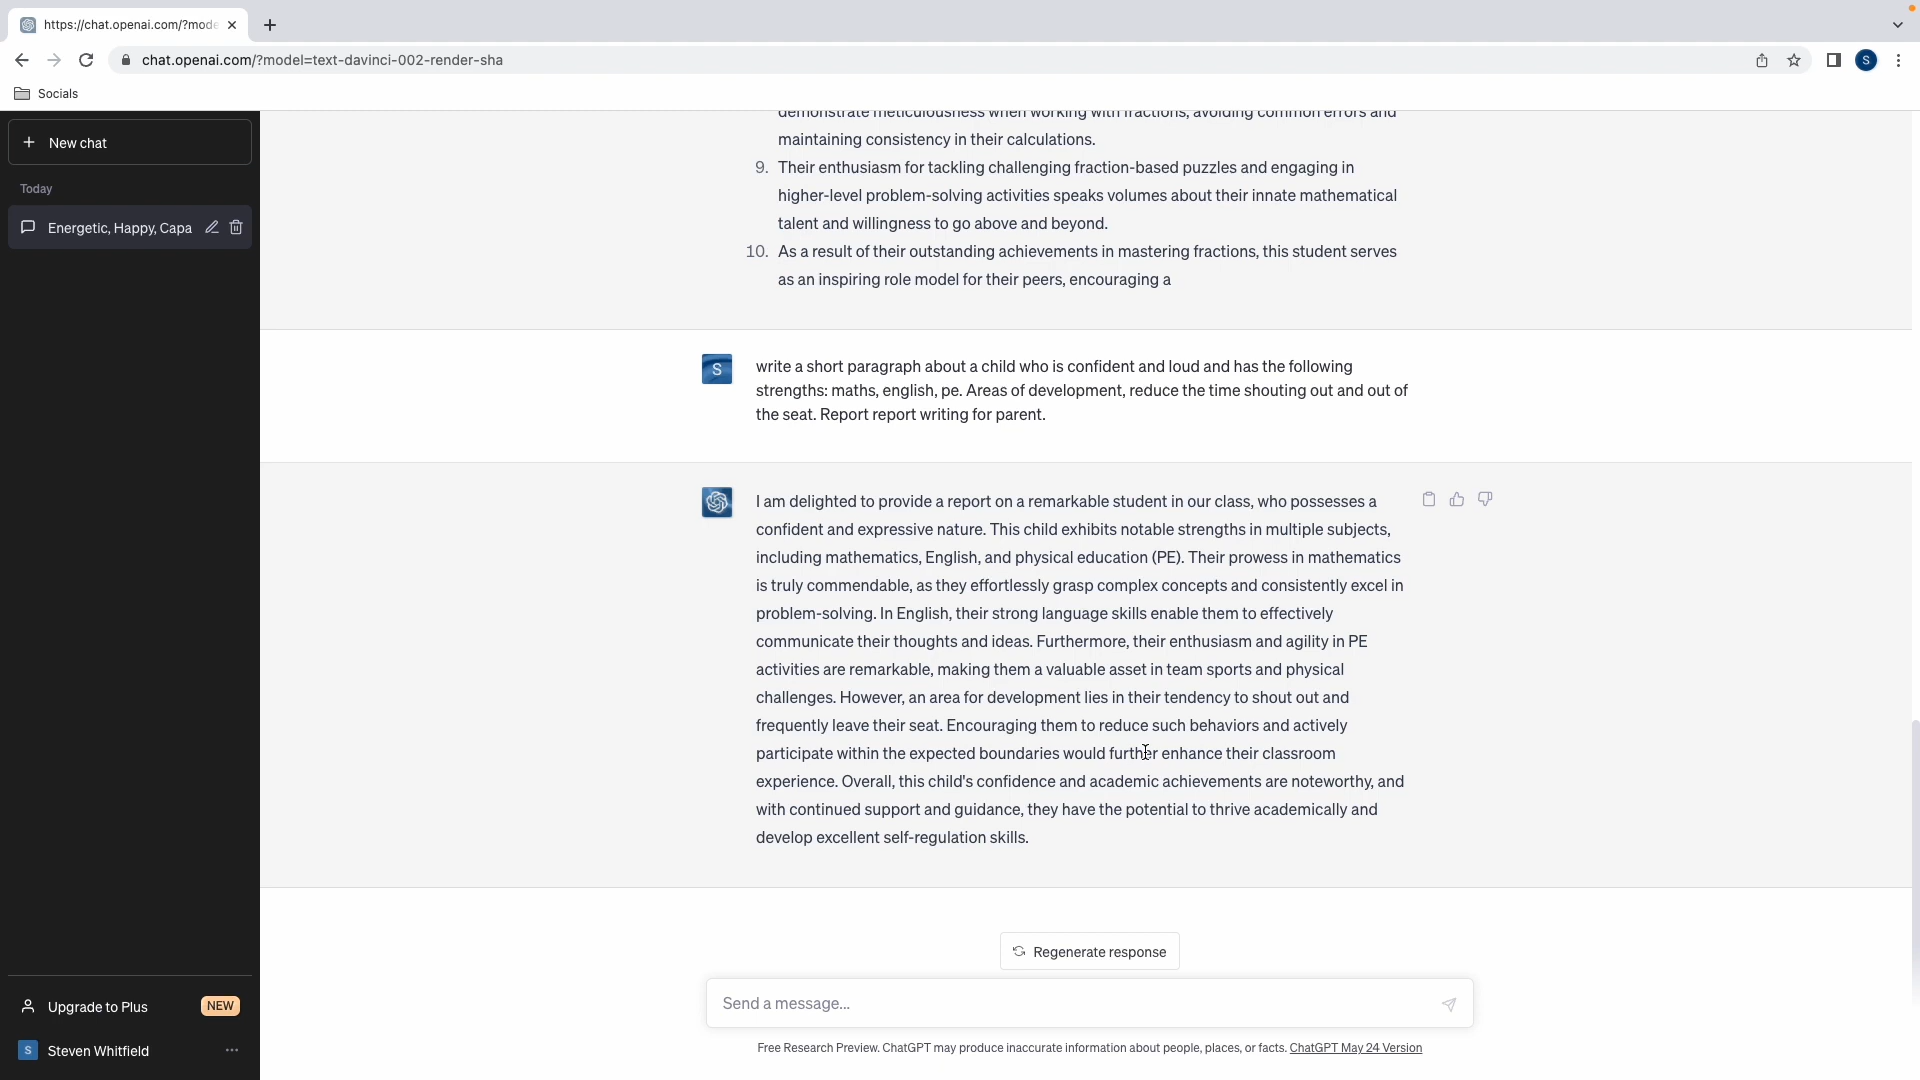 https://chat.openai.com/?mode
chat.openai.com/?model=text-davinci-002-render-sha
S
Socials
New chat
Today
Energetic, Happy, Capa
demonstrate meticulousness when working with fractions, avoiding common errors and
maintaining consistency in their calculations.
9. Their enthusiasm for tackling challenging fraction-based puzzles and engaging in
higher-level problem-solving activities speaks volumes about their innate mathematical
talent and willingness to go above and beyond.
10. As a result of their outstanding achievements in mastering fractions, this student serves
as an inspiring role model for their peers, encouraging a
S
write a short paragraph about a child who is confident and loud and has the following
strengths: maths, english, pe. Areas of development, reduce the time shouting out and out of
the seat. Report report writing for parent.
I am delighted to provide a report on a remarkable student in our class, who possesses a
confident and expressive nature. This child exhibits notable strengths in multiple subjects,
including mathematics, English, and physical education (PE). Their prowess in mathematics
is truly commendable, as they effortlessly grasp complex concepts and consistently excel in
problem-solving. In English, their strong language skills enable them to effectively
communicate their thoughts and ideas. Furthermore, their enthusiasm and agility in PE
activities are remarkable, making them a valuable asset in team sports and physical
challenges. However, an area for development lies in their tendency to shout out and
frequently leave their seat. Encouraging them to reduce such behaviors and actively
participate within the expected boundaries would further enhance their classroom
experience. Overall, this child's confidence and academic achievements are noteworthy, and
with continued support and guidance, they have the potential to thrive academically and
develop excellent self-regulation skills.
Regenerate response
Send a message...
Free Research Preview. ChatGPT may produce inaccurate information about people, places, or facts. ChatGPT May 24 Version
Upgrade to Plus NEW
S Steven Whitfield